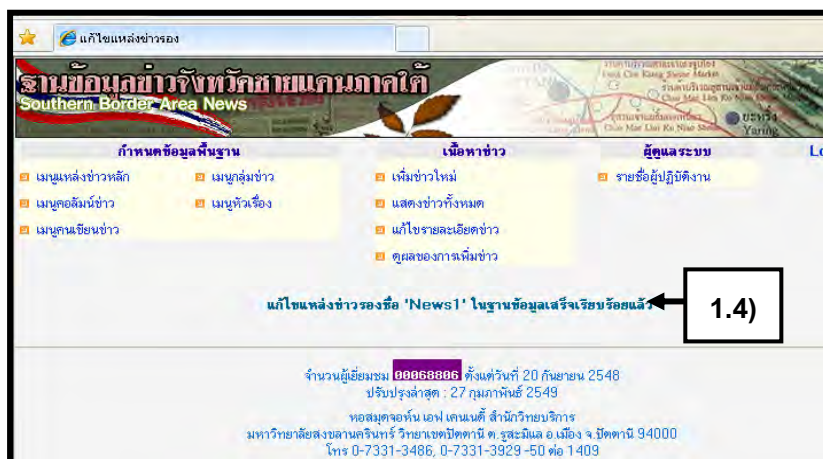 แก้ไขแหล่งข่าวรอง
ฐานข้อมูลข่าวจังหวัดชายแดนภาคใต้
Southern Border Area News
Yaring
กำหนดข้อมูลพื้นฐาน เนื้อหาข่าว ผู้ดูแลระบบ Lo
เมนูแหล่งข่าวหลัก เมนูกลุ่มข่าว เพิ่มข่าวใหม่ รายชื่อผู้ปฏิบัติงาน
เมนูคอลัมน์ข่าว เมนูหัวเรื่อง แสดงข่าวทั้งหมด
เมนูคนเขียนข่าว แก้ไขรายละเอียดข่าว
ดูผลของการเพิ่มข่าว
แก้ไขแหล่งข่าวรองชื่อ 'News1' ในฐานข้อมูลเสร็จเรียบร้อยแล้ว
1.4)
จำนวนผู้เยี่ยมชม 00068806 ตั้งแต่วันที่ 20 กันยายน 2548
ปรับปรุงล่าสุด : 27 กุมภาพันธ์ 2549
หอสมุดจอห์น เอฟ เคนเนดี้ สำนักวิทยบริการ
มหาวิทยาลัยสงขลานครินทร์ วิทยาเขตปัตตานี ต.รูสะมิแล อ.เมือง จ.ปัตตานี 94000
โทร 0-7331-3486, 0-7331-3929 -50 ต่อ 1409